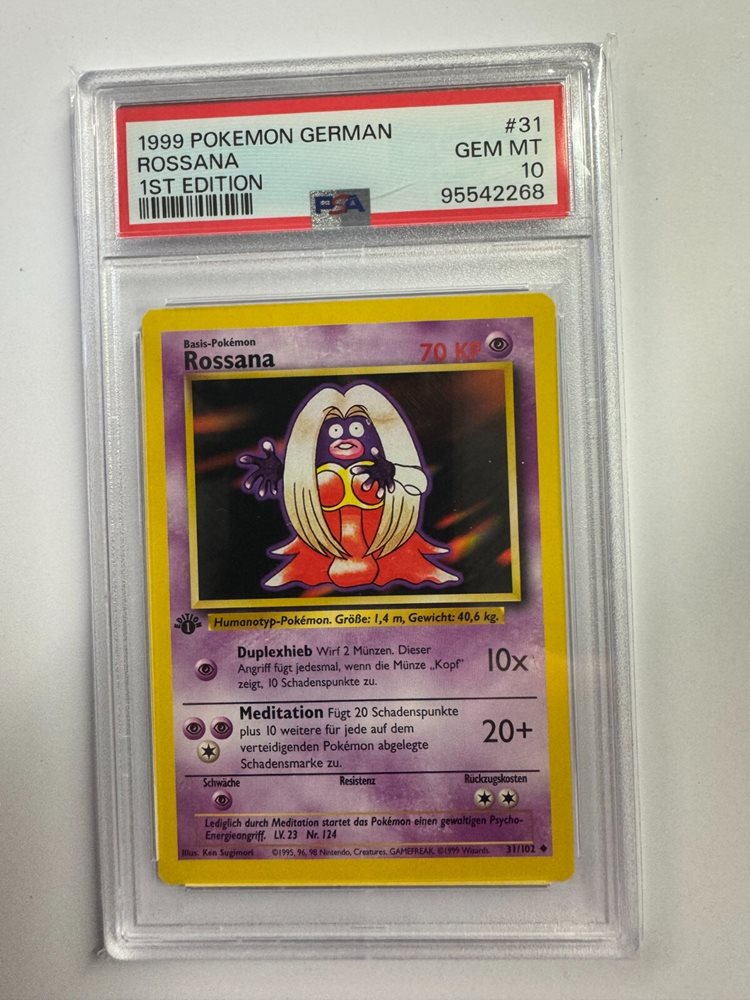 1999 POKEMON GERMAN #31
ROSSANA GEM MT
1ST EDITION 10
PSA 95542268
Basis-Pokémon
Rossana 70 KP
EDITION 1
Humanotyp-Pokémon. Größe: 1,4 m, Gewicht: 40,6 kg.
Duplexhieb Wirf 2 Münzen. Dieser
Angriff fügt jedesmal, wenn die Münze „Kopf" 10x
zeigt, 10 Schadenspunkte zu.
Meditation Fügt 20 Schadenspunkte
plus 10 weitere für jede auf dem 20+
verteidigenden Pokémon abgelegte
Schadensmarke zu.
Schwäche Resistenz Rückzugskosten
Lediglich durch Meditation startet das Pokémon einen gewaltigen Psycho-
Energieangriff. LV. 23 Nr. 124
Illus. Ken Sugimori ©1995, 96, 98 Nintendo, Creatures, GAMEFREAK. ©1999 Wizards. 31/102